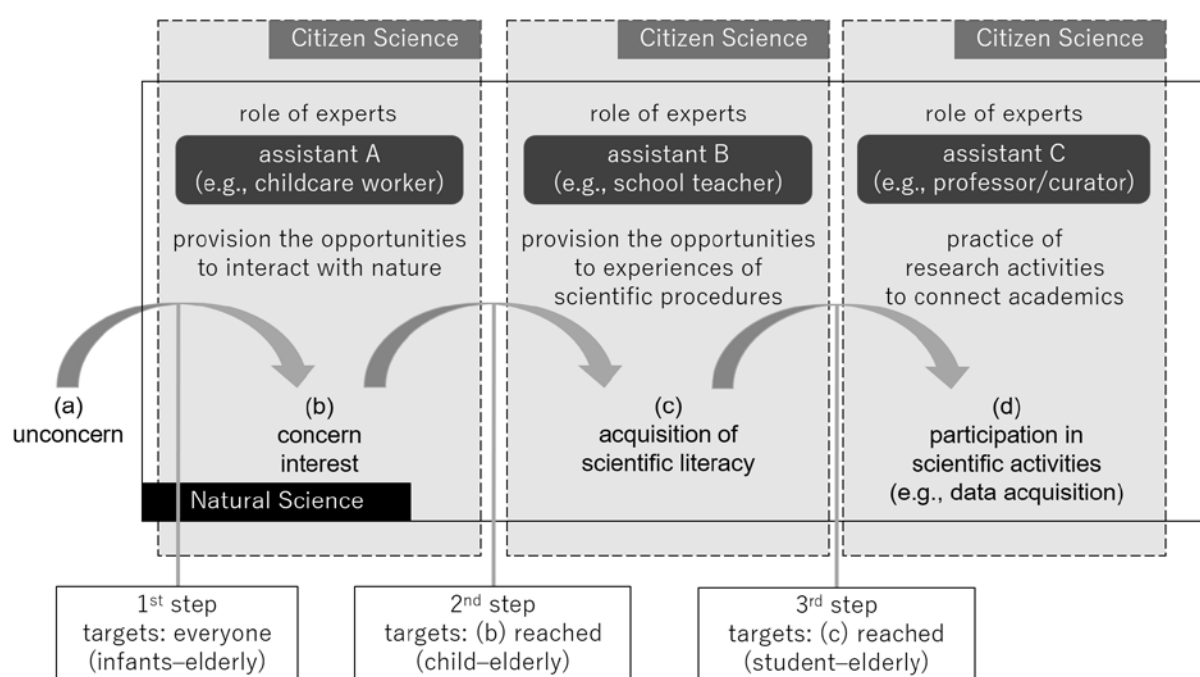 Citizen Science
role of experts
assistant A
(e.g., childcare worker)
provision the opportunities
to interact with nature
Citizen Science
role of experts
assistant B
(e.g., school teacher)
provision the opportunities
to experiences of
scientific procedures
Citizen Science
role of experts
assistant C
(e.g., professor/curator)
practice of
research activities
to connect academics
(a)
unconcern
(b)
concern
interest
(c)
acquisition of
scientific literacy
(d)
participation in
scientific activities
(e.g., data acquisition)
Natural Science
1st step
targets: everyone
(infants–elderly)
2nd step
targets: (b) reached
(child–elderly)
3rd step
targets: (c) reached
(student–elderly)